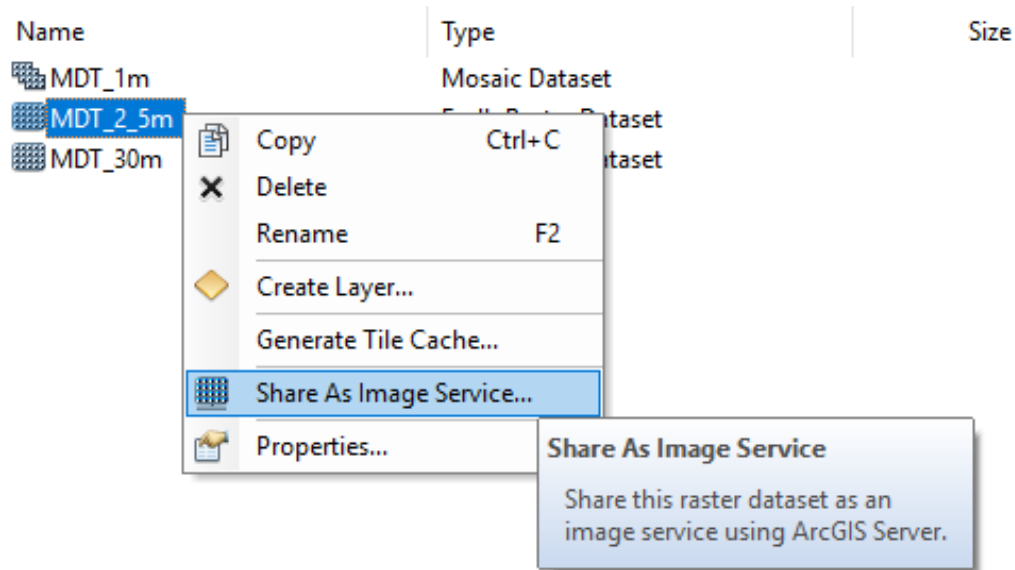 Name Type Size
MDT_1m Mosaic Dataset
MDT_2_5m
MDT_30m
Copy Ctrl+C
Delete
Rename F2
Create Layer...
Generate Tile Cache...
Share As Image Service...
Properties...
Share As Image Service
Share this raster dataset as an
image service using ArcGIS Server.